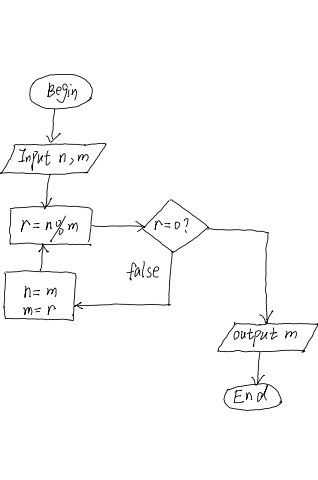 Begin
Input n, m
r = n % m
r = 0 ?
false
n = m
m = r
output m
End